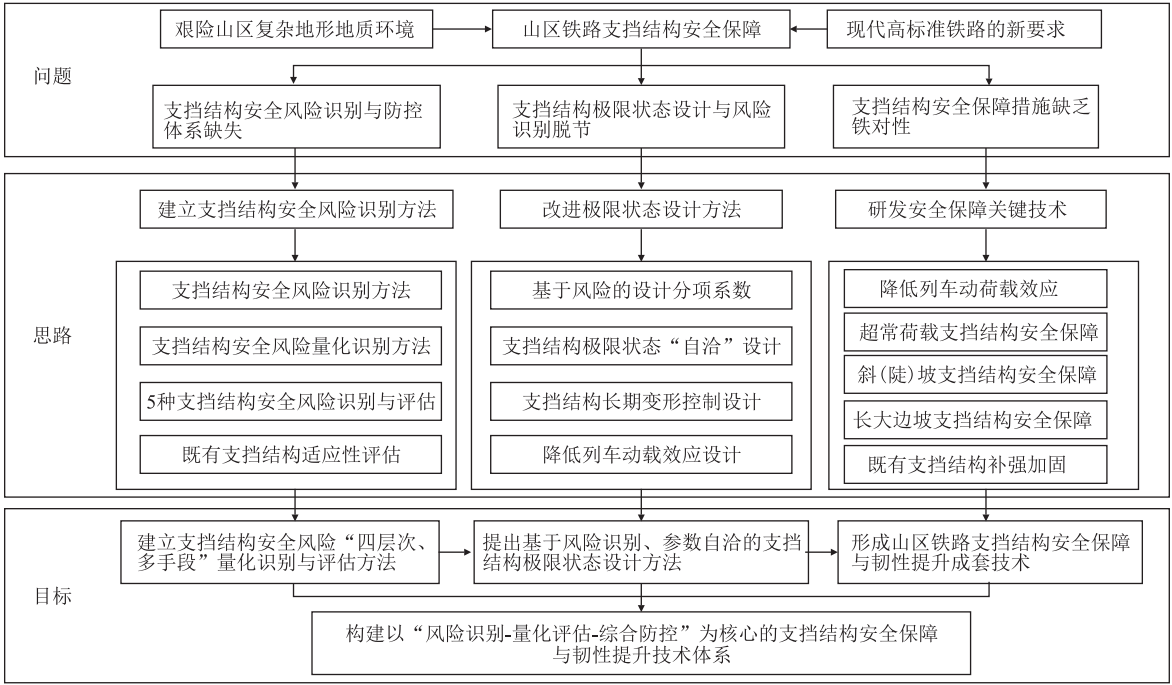 艰险山区复杂地形地质环境
山区铁路支挡结构安全保障
现代高标准铁路的新要求
问题
支挡结构安全风险识别与防控
体系缺失
支挡结构极限状态设计与风险
识别脱节
支挡结构安全保障措施缺乏
铁对性
建立支挡结构安全风险识别方法
改进极限状态设计方法
研发安全保障关键技术
思路
支挡结构安全风险识别方法
支挡结构安全风险量化识别方法
5种支挡结构安全风险识别与评估
既有支挡结构适应性评估
基于风险的设计分项系数
支挡结构极限状态“自洽”设计
支挡结构长期变形控制设计
降低列车动载效应设计
降低列车动荷载效应
超常荷载支挡结构安全保障
斜(陡)坡支挡结构安全保障
长大边坡支挡结构安全保障
既有支挡结构补强加固
目标
建立支挡结构安全风险“四层次、
多手段”量化识别与评估方法
提出基于风险识别、参数自洽的支挡
结构极限状态设计方法
形成山区铁路支挡结构安全保障
与韧性提升成套技术
构建以“风险识别-量化评估-综合防控”为核心的支挡结构安全保障
与韧性提升技术体系